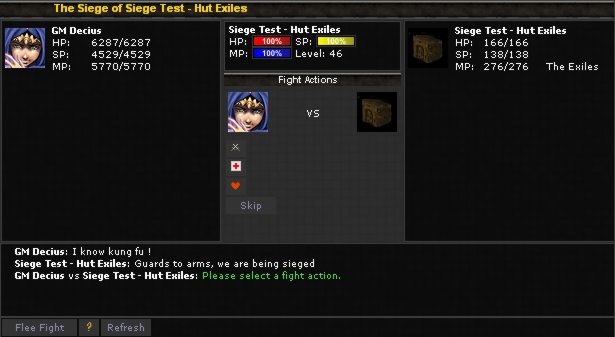 The Siege of Siege Test - Hut Exiles
GM Decius
HP: 6287/6287
SP: 4529/4529
MP: 5770/5770
Siege Test - Hut Exiles
HP: 100% SP: 100%
MP: 100% Level: 46
Fight Actions
VS
Skip
Siege Test - Hut Exiles
HP: 166/166
SP: 138/138
MP: 276/276 The Exiles
GM Decius: I know kung fu !
Siege Test - Hut Exiles: Guards to arms, we are being sieged
GM Decius vs Siege Test - Hut Exiles: Please select a fight action.
Flee Fight ? Refresh